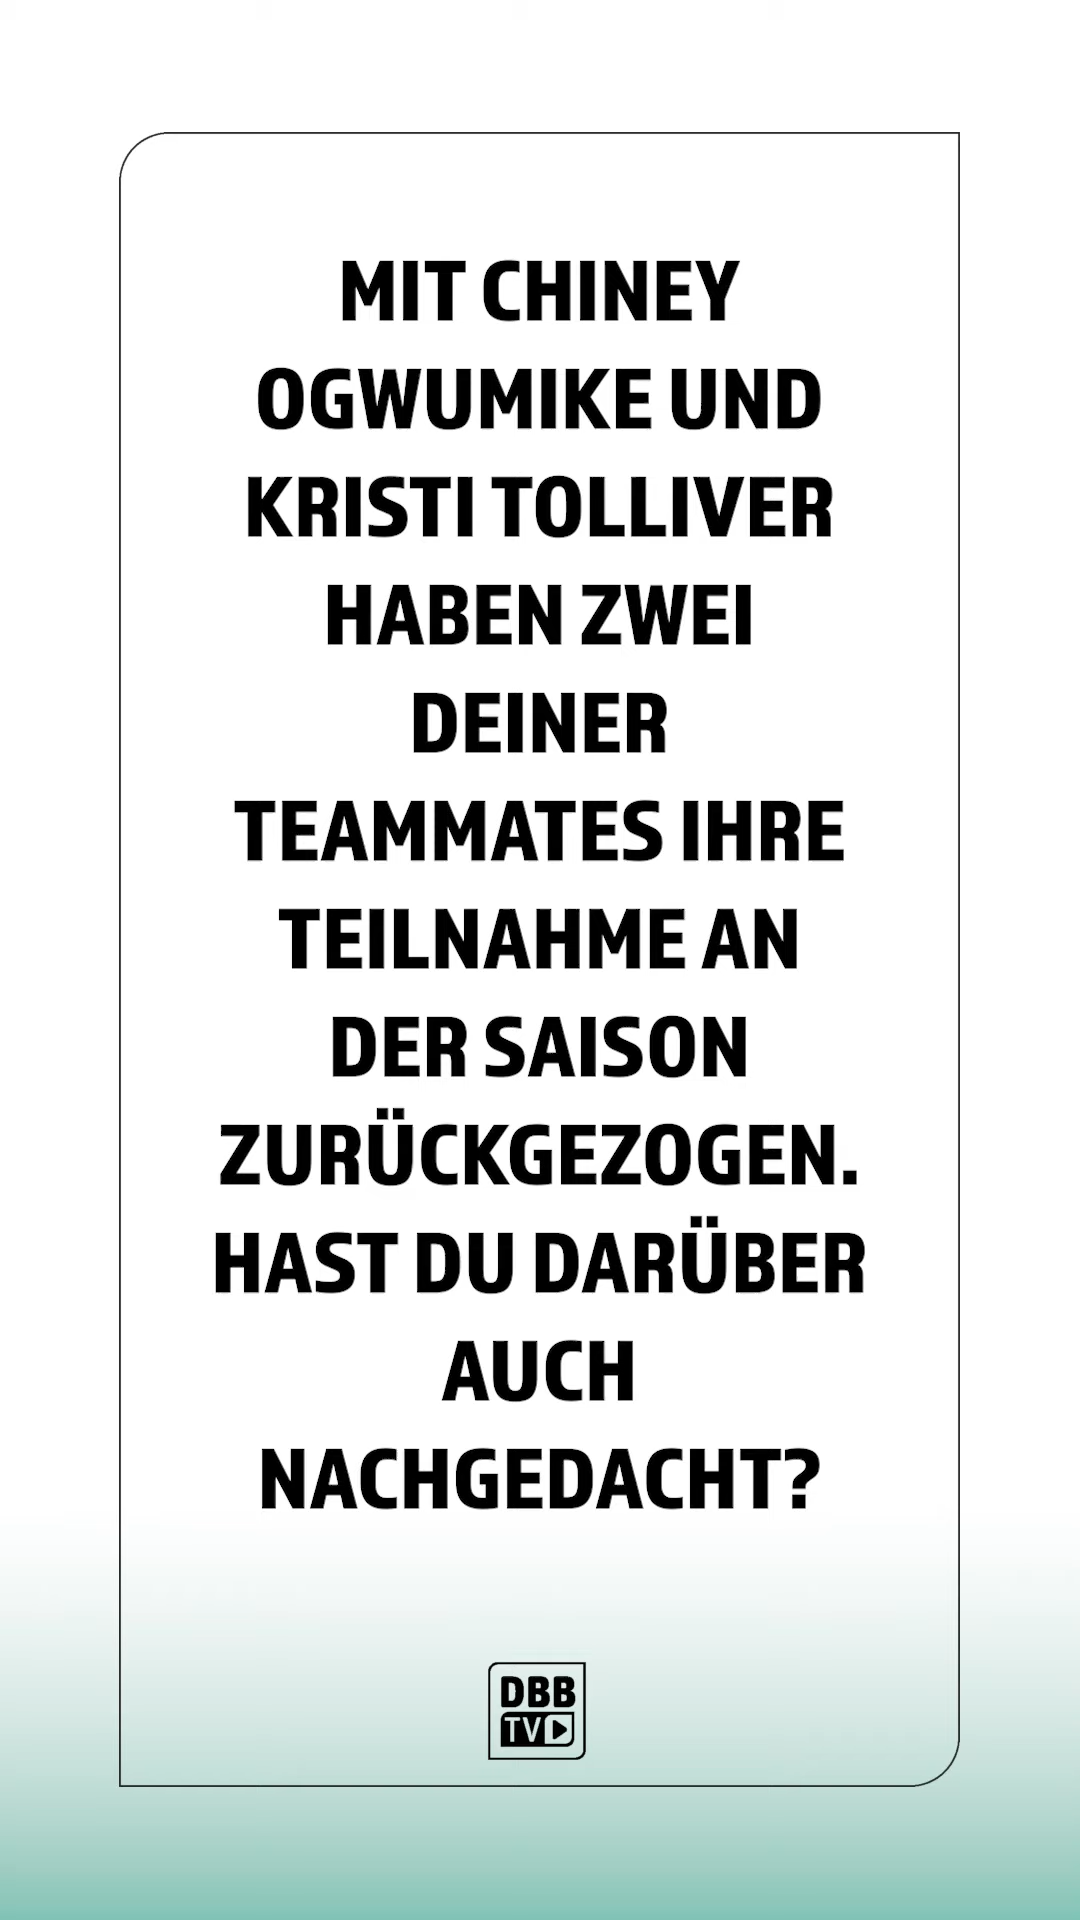 MIT CHINEY
OGWUMIKE UND
KRISTI TOLLIVER
HABEN ZWEI
DEINER
TEAMMATES IHRE
TEILNAHME AN
DER SAISON
ZURÜCKGEZOGEN.
HAST DU DARÜBER
AUCH
NACHGEDACHT?
DBB
TV